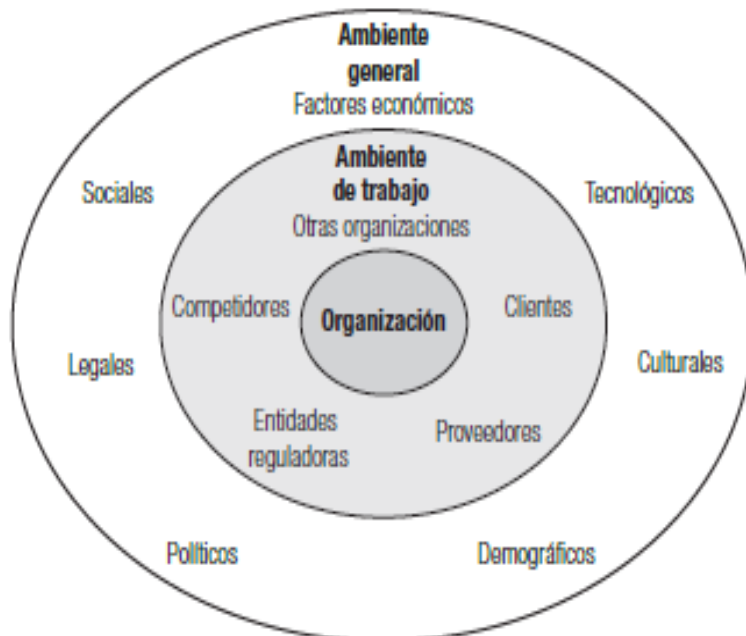 Ambiente
general
Factores económicos
Ambiente
de trabajo
Otras organizaciones
Sociales
Tecnológicos
Competidores
Organización
Clientes
Legales
Culturales
Entidades
reguladoras
Proveedores
Políticos
Demográficos